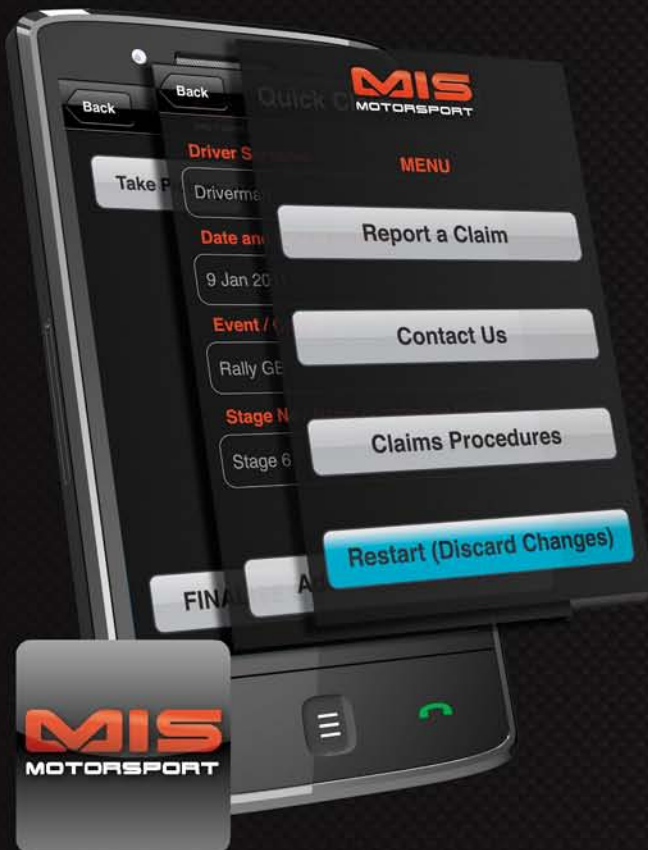 MIS
MOTORSPORT
MENU
Report a Claim
Contact Us
Claims Procedures
Restart (Discard Changes)
Back
Quick
Driver
Driverma
Date and
9 Jan 20
Event /
Rally GB
Stage
Stage 6
Back
Take
MIS
MOTORSPORT